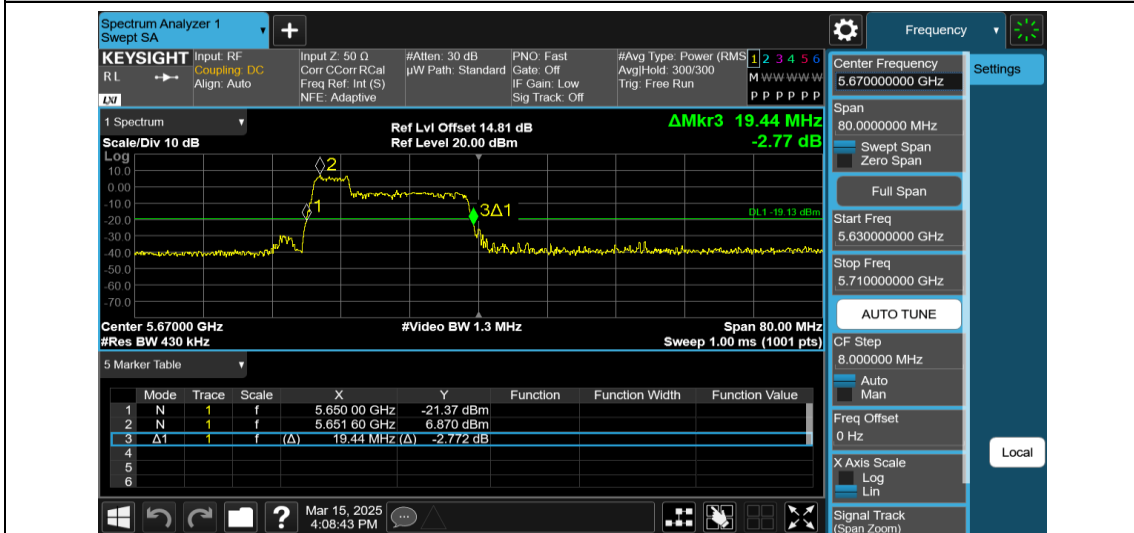 Spectrum Analyzer 1
Swept SA
Frequency
KEYSIGHT
RL
LXI
Input: RF
Coupling: DC
Align: Auto
Input Z: 50 Ω
Corr CCorr RCal
Freq Ref: Int (S)
NFE: Adaptive
#Atten: 30 dB
µW Path: Standard
PNO: Fast
Gate: Off
IF Gain: Low
Sig Track: Off
#Avg Type: Power (RMS
Avg|Hold: 300/300
Trig: Free Run
1 2 3 4 5 6
M W W W W W
P P P P P P
1 Spectrum
Scale/Div 10 dB
Ref Lvl Offset 14.81 dB
Ref Level 20.00 dBm
ΔMkr3 19.44 MHz
-2.77 dB
Log
10.0
0.00
-10.0
-20.0
-30.0
-40.0
-50.0
-60.0
-70.0
2
1
3Δ1
DL1 -19.13 dBm
Center 5.67000 GHz
#Video BW 1.3 MHz
Span 80.00 MHz
#Res BW 430 kHz
Sweep 1.00 ms (1001 pts)
5 Marker Table
Mode Trace Scale X Y Function Function Width Function Value
1 N 1 f 5.650 00 GHz -21.37 dBm
2 N 1 f 5.651 60 GHz 6.870 dBm
3 Δ1 1 f (Δ) 19.44 MHz (Δ) -2.772 dB
4
5
6
Mar 15, 2025
4:08:43 PM
Center Frequency
5.670000000 GHz
Span
80.0000000 MHz
Swept Span
Zero Span
Full Span
Start Freq
5.630000000 GHz
Stop Freq
5.710000000 GHz
AUTO TUNE
CF Step
8.000000 MHz
Auto
Man
Freq Offset
0 Hz
X Axis Scale
Log
Lin
Signal Track
(Span Zoom)
Settings
Local